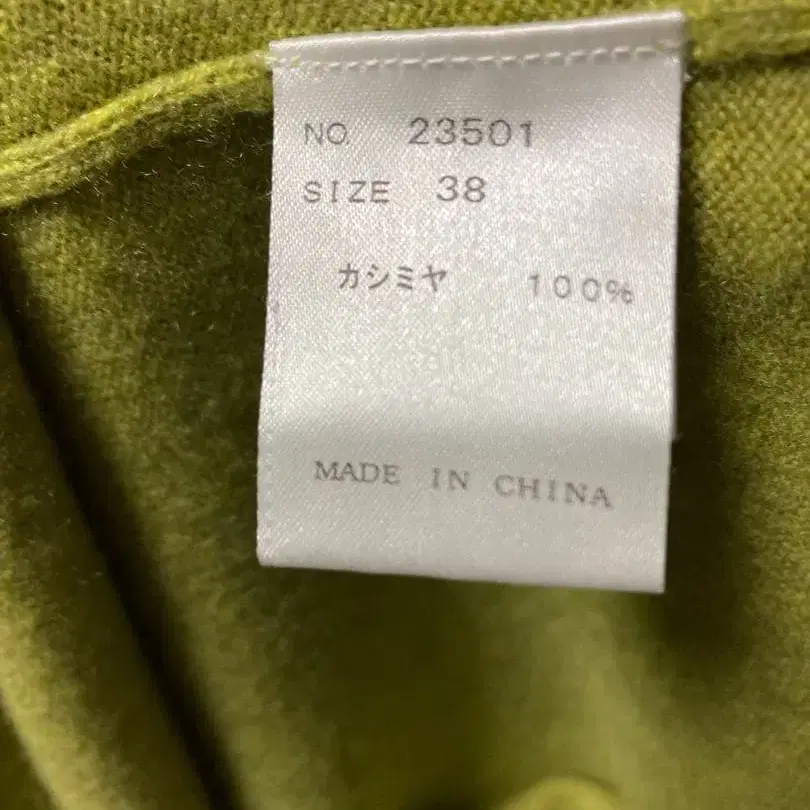 NO 23501
SIZE 38
カシミヤ 100%
MADE IN CHINA